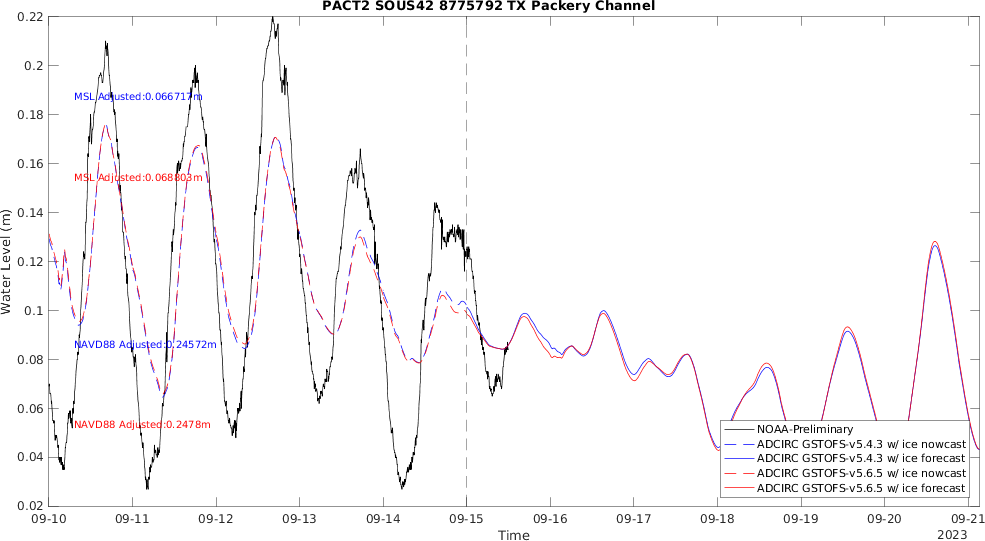 PACT2 SOUS42 8775792 TX Packery Channel
0.22
0.2
0.18
0.16
0.14
0.12
0.1
0.08
0.06
0.04
0.02
Water Level (m)
MSL Adjusted:0.066717m
MSL Adjusted:0.068803m
NAVD88 Adjusted:0.24572m
NAVD88 Adjusted:0.2478m
NOAA-Preliminary
ADCIRC GSTOFS-v5.4.3 w/ ice nowcast
ADCIRC GSTOFS-v5.4.3 w/ ice forecast
ADCIRC GSTOFS-v5.6.5 w/ ice nowcast
ADCIRC GSTOFS-v5.6.5 w/ ice forecast
09-10 09-11 09-12 09-13 09-14 09-15 09-16 09-17 09-18 09-19 09-20 09-21
Time
2023